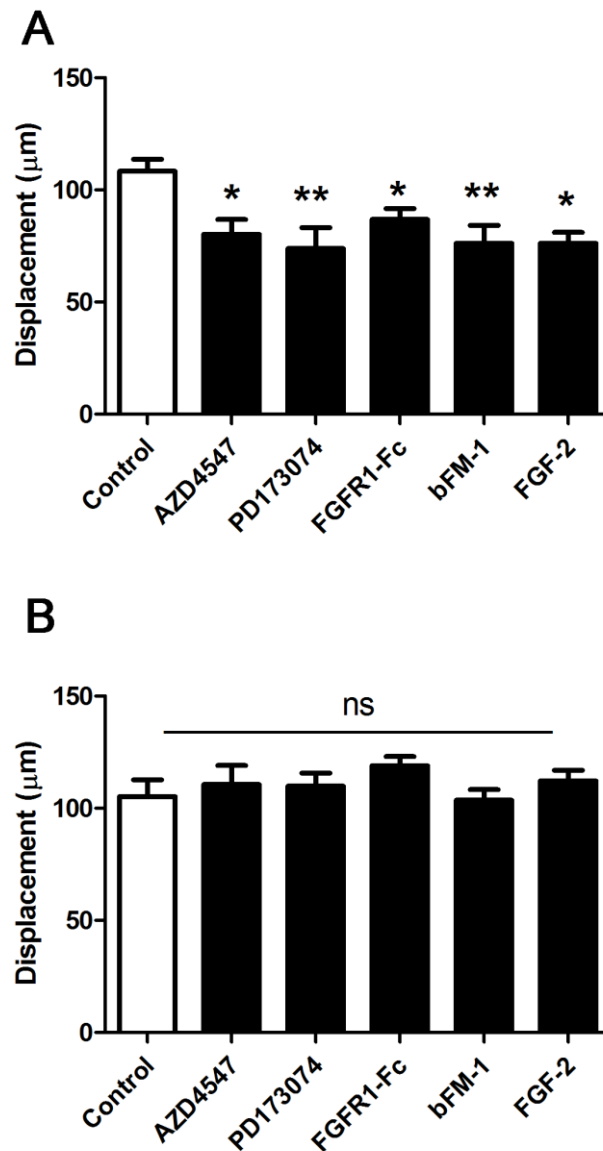 A
Displacement (μm)
150
100
50
0
*
**
*
**
*
Control
AZD4547
PD173074
FGFR1-Fc
bFM-1
FGF-2
B
Displacement (μm)
150
100
50
0
ns
Control
AZD4547
PD173074
FGFR1-Fc
bFM-1
FGF-2